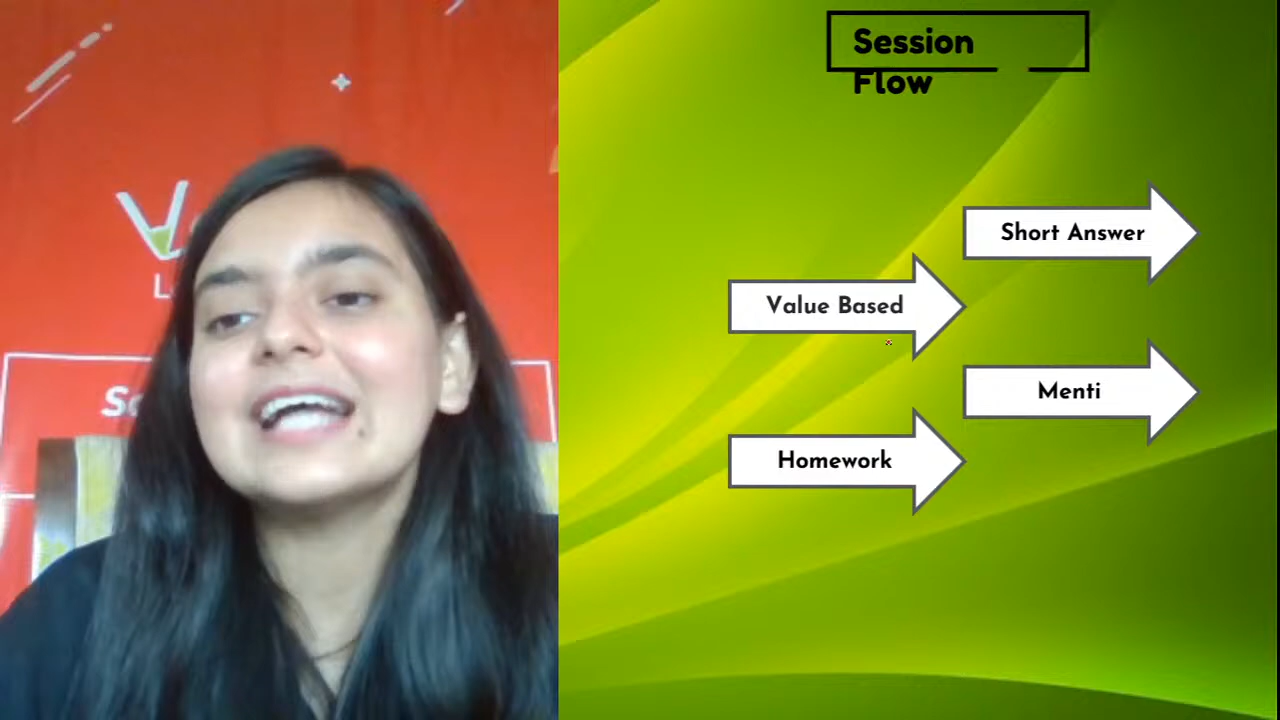 Session
Flow
Short Answer
Value Based
Menti
Homework